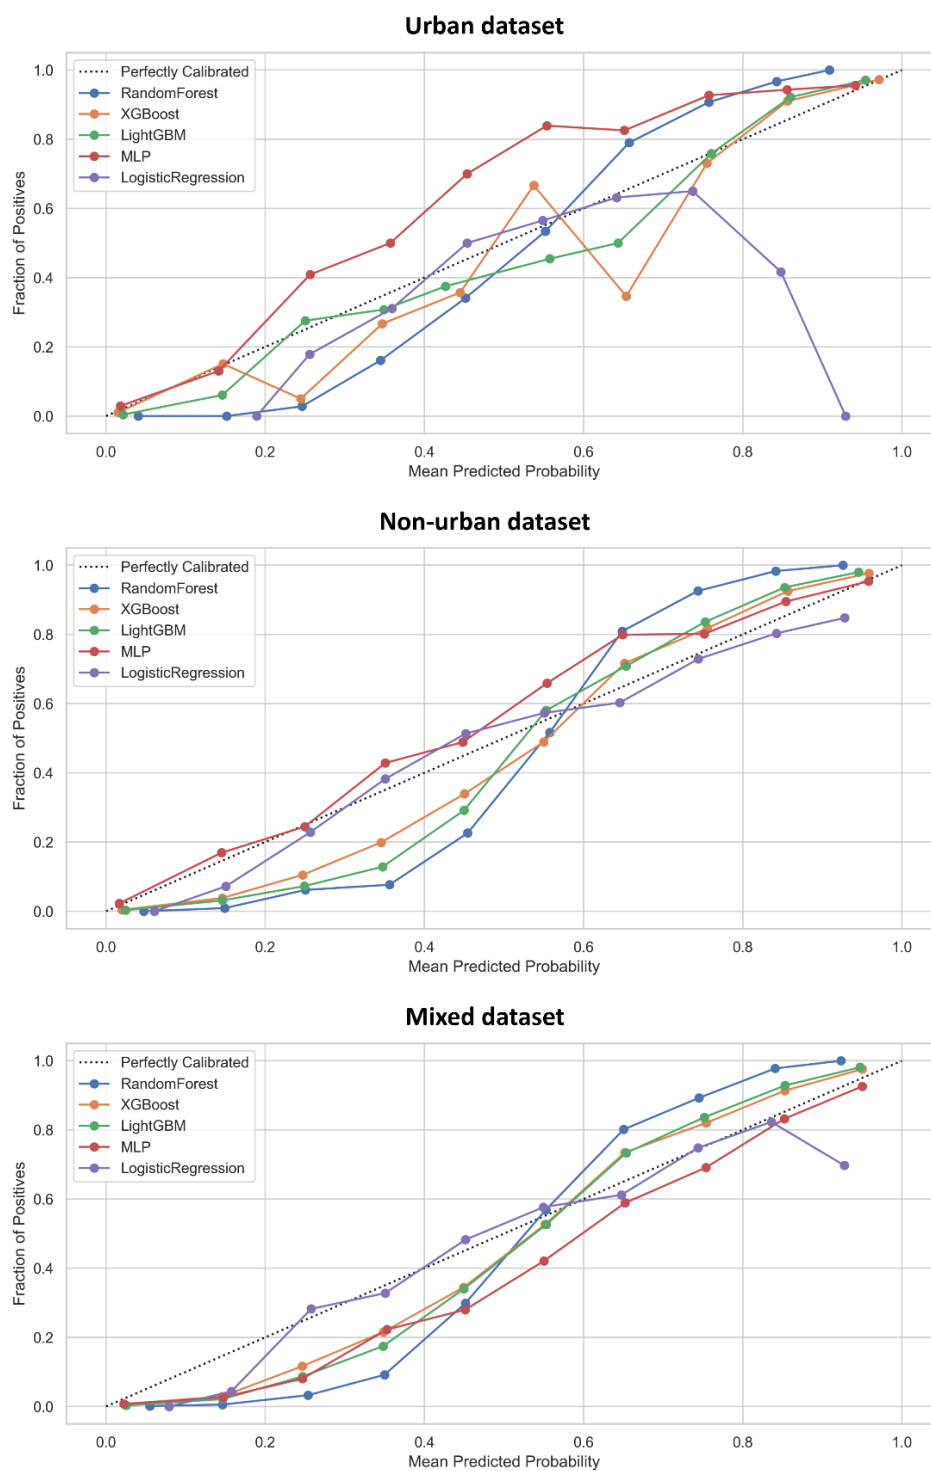 Urban dataset
1.0
0.8
0.6
0.4
0.2
0.0
Fraction of Positives
Perfectly Calibrated
RandomForest
XGBoost
LightGBM
MLP
LogisticRegression
0.0 0.2 0.4 0.6 0.8 1.0
Mean Predicted Probability
Non-urban dataset
1.0
0.8
0.6
0.4
0.2
0.0
Fraction of Positives
Perfectly Calibrated
RandomForest
XGBoost
LightGBM
MLP
LogisticRegression
0.0 0.2 0.4 0.6 0.8 1.0
Mean Predicted Probability
Mixed dataset
1.0
0.8
0.6
0.4
0.2
0.0
Fraction of Positives
Perfectly Calibrated
RandomForest
XGBoost
LightGBM
MLP
LogisticRegression
0.0 0.2 0.4 0.6 0.8 1.0
Mean Predicted Probability